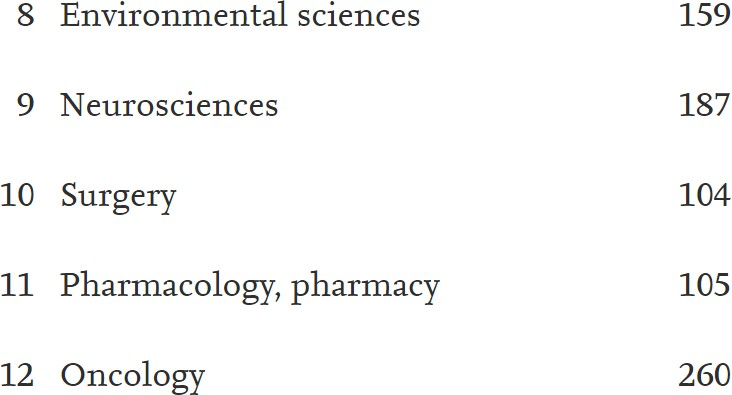 8 Environmental sciences 159
9 Neurosciences 187
10 Surgery 104
11 Pharmacology, pharmacy 105
12 Oncology 260